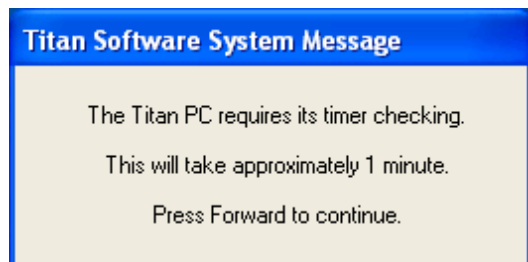 Titan Software System Message
The Titan PC requires its timer checking.
This will take approximately 1 minute.
Press Forward to continue.